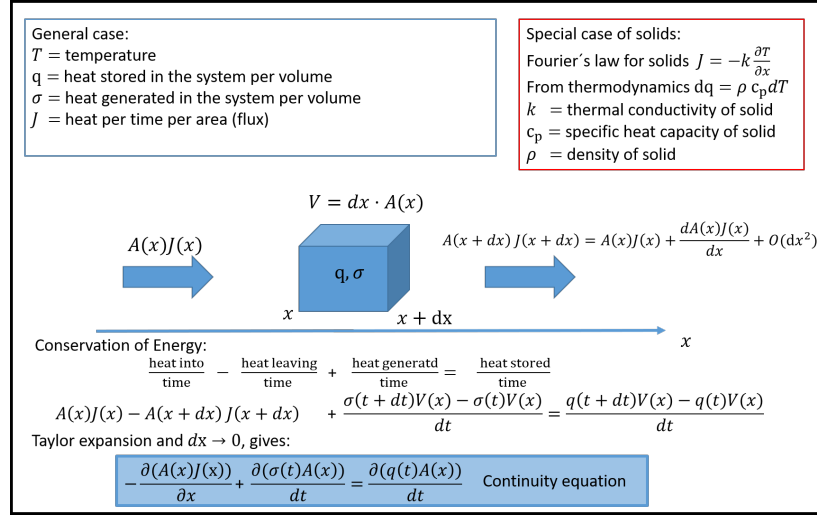 General case:
T = temperature
q = heat stored in the system per volume
σ = heat generated in the system per volume
J = heat per time per area (flux)
Special case of solids:
Fourier´s law for solids J = −k ∂T/∂x
From thermodynamics dq = ρ c_p dT
k = thermal conductivity of solid
c_p = specific heat capacity of solid
ρ = density of solid
V = dx · A(x)
A(x)J(x)
q, σ
A(x + dx) J(x + dx) = A(x)J(x) + dA(x)J(x)/dx + O(dx²)
x
x + dx
x
Conservation of Energy:
heat into/time − heat leaving/time + heat generatd/time = heat stored/time
A(x)J(x) − A(x + dx) J(x + dx) + σ(t + dt)V(x) − σ(t)V(x)/dt = q(t + dt)V(x) − q(t)V(x)/dt
Taylor expansion and dx → 0, gives:
−∂(A(x)J(x))/∂x + ∂(σ(t)A(x))/dt = ∂(q(t)A(x))/dt Continuity equation